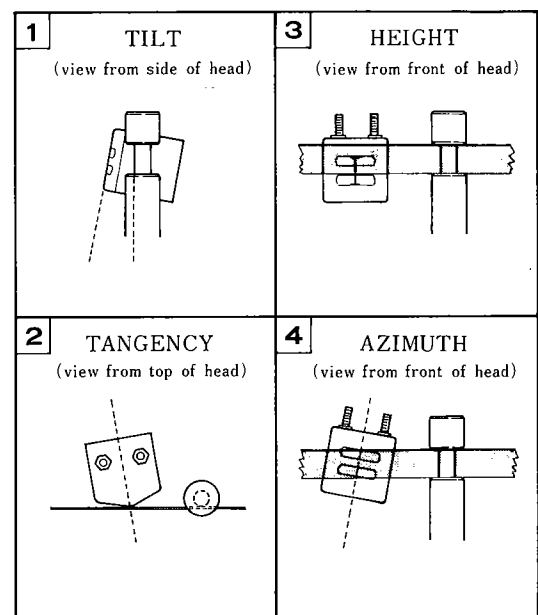 1
TILT
(view from side of head)
3
HEIGHT
(view from front of head)
2
TANGENCY
(view from top of head)
4
AZIMUTH
(view from front of head)